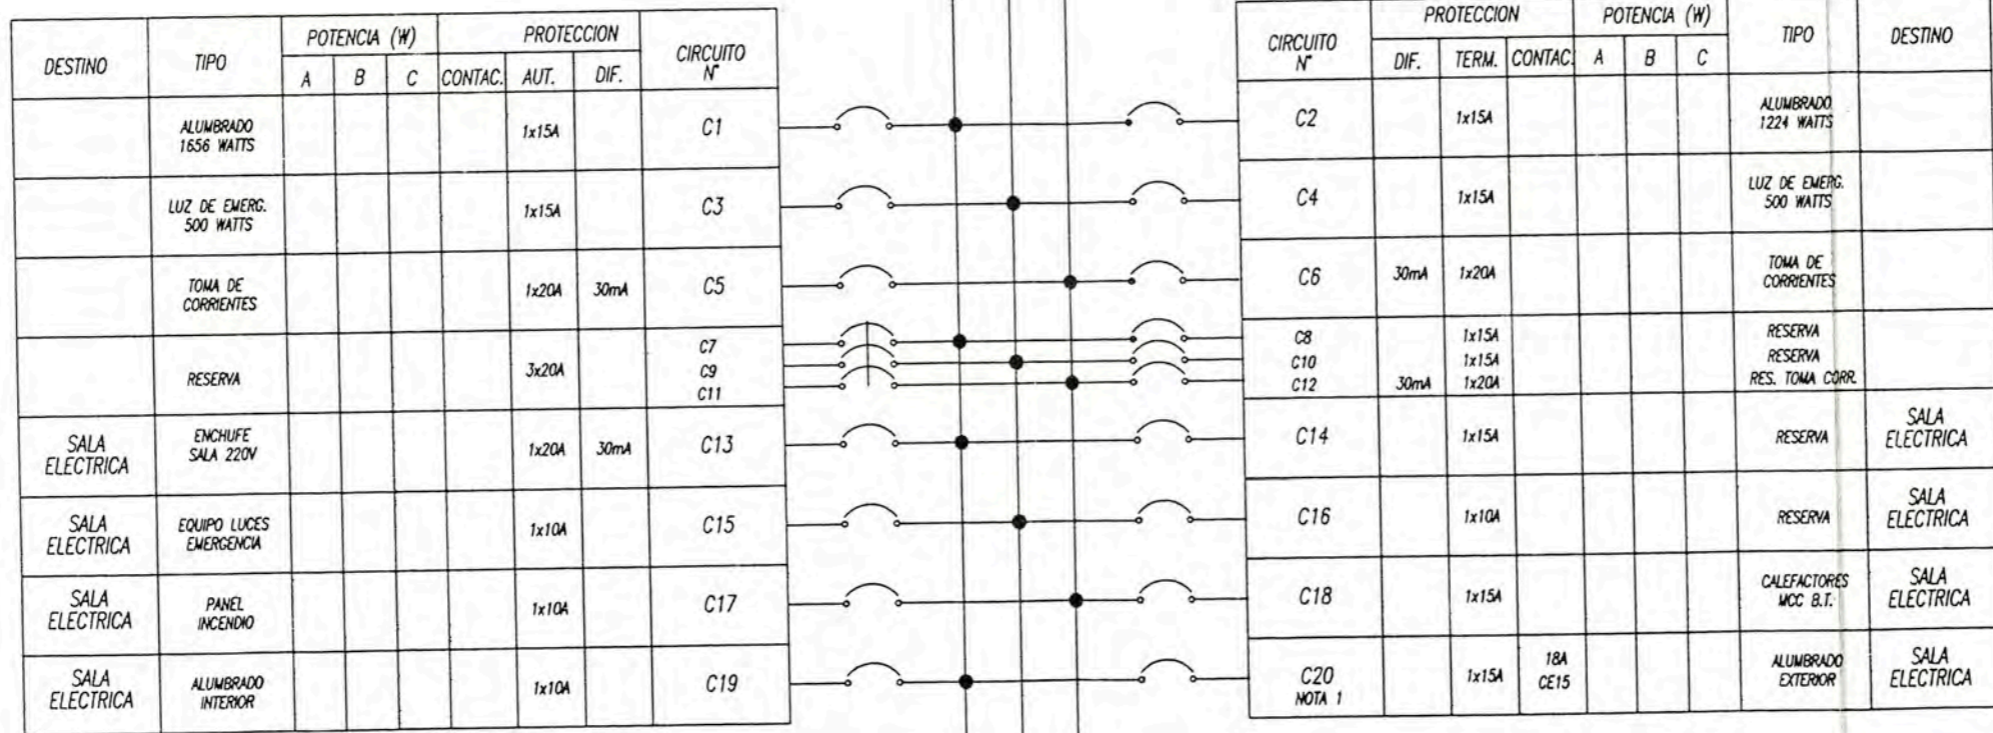 DESTINO TIPO POTENCIA (W) PROTECCION CIRCUITO N°
A B C CONTAC. AUT. DIF.
ALUMBRADO 1x15A C1
1656 WATTS
LUZ DE EMERG. 1x15A C3
500 WATTS
TOMA DE 1x20A 30mA C5
CORRIENTES
C7
RESERVA 3x20A C9
C11
SALA ENCHUFE 1x20A 30mA C13
ELECTRICA SALA 220V
SALA EQUIPO LUCES 1x10A C15
ELECTRICA EMERGENCIA
SALA PANEL 1x10A C17
ELECTRICA INCENDIO
SALA ALUMBRADO 1x10A C19
ELECTRICA INTERIOR
CIRCUITO N° PROTECCION POTENCIA (W) TIPO DESTINO
DIF. TERM. CONTAC. A B C
C2 1x15A ALUMBRADO
1224 WATTS
C4 1x15A LUZ DE EMERG.
500 WATTS
C6 30mA 1x20A TOMA DE
CORRIENTES
C8 1x15A RESERVA
C10 1x15A RESERVA
C12 30mA 1x20A RES. TOMA CORR.
C14 1x15A RESERVA SALA
ELECTRICA
C16 1x10A RESERVA SALA
ELECTRICA
C18 1x15A CALEFACTORES SALA
MCC B.T. ELECTRICA
C20 1x15A 18A ALUMBRADO SALA
NOTA 1 CE15 EXTERIOR ELECTRICA